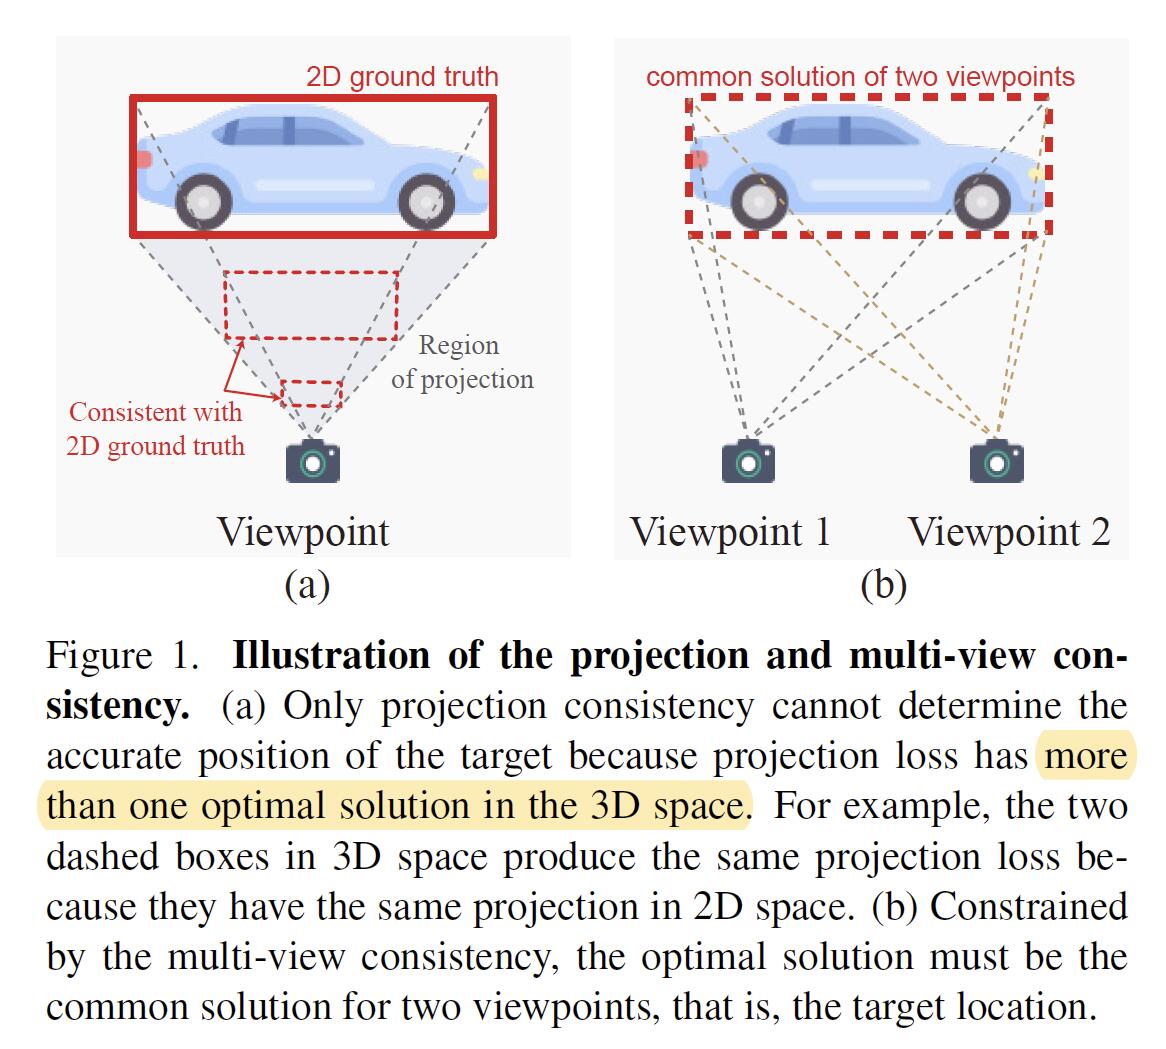 2D ground truth
Region
of projection
Consistent with
2D ground truth
Viewpoint
(a)
common solution of two viewpoints
Viewpoint 1
Viewpoint 2
(b)
Figure 1. Illustration of the projection and multi-view con-
sistency. (a) Only projection consistency cannot determine the
accurate position of the target because projection loss has more
than one optimal solution in the 3D space. For example, the two
dashed boxes in 3D space produce the same projection loss be-
cause they have the same projection in 2D space. (b) Constrained
by the multi-view consistency, the optimal solution must be the
common solution for two viewpoints, that is, the target location.